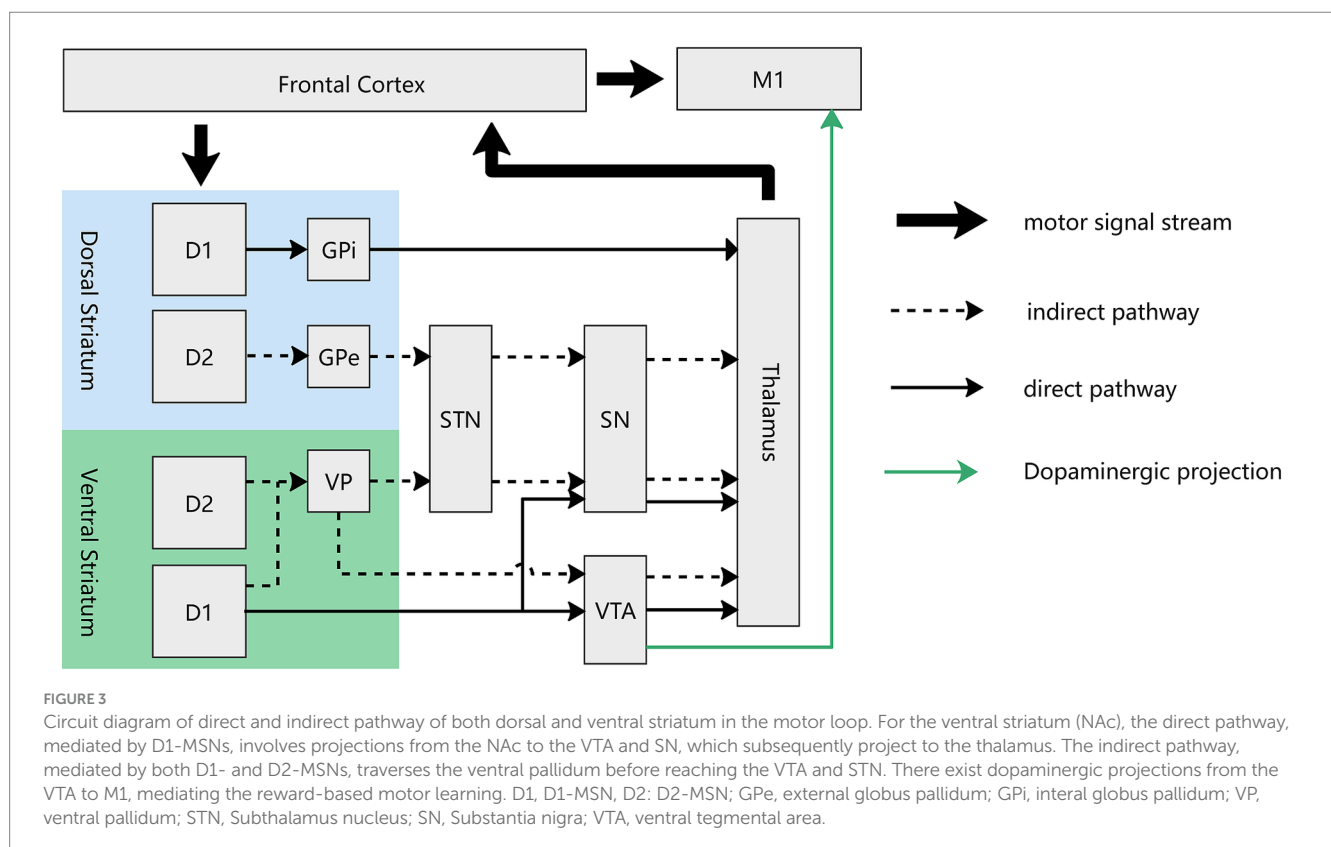 Frontal Cortex
M1
Dorsal Striatum
D1
GPi
D2
GPe
Ventral Striatum
D2
VP
D1
STN
SN
VTA
Thalamus
motor signal stream
indirect pathway
direct pathway
Dopaminergic projection
FIGURE 3
Circuit diagram of direct and indirect pathway of both dorsal and ventral striatum in the motor loop. For the ventral striatum (NAc), the direct pathway,
mediated by D1-MSNs, involves projections from the NAc to the VTA and SN, which subsequently project to the thalamus. The indirect pathway,
mediated by both D1- and D2-MSNs, traverses the ventral pallidum before reaching the VTA and STN. There exist dopaminergic projections from the
VTA to M1, mediating the reward-based motor learning. D1, D1-MSN, D2: D2-MSN; GPe, external globus pallidum; GPi, interal globus pallidum; VP,
ventral pallidum; STN, Subthalamus nucleus; SN, Substantia nigra; VTA, ventral tegmental area.